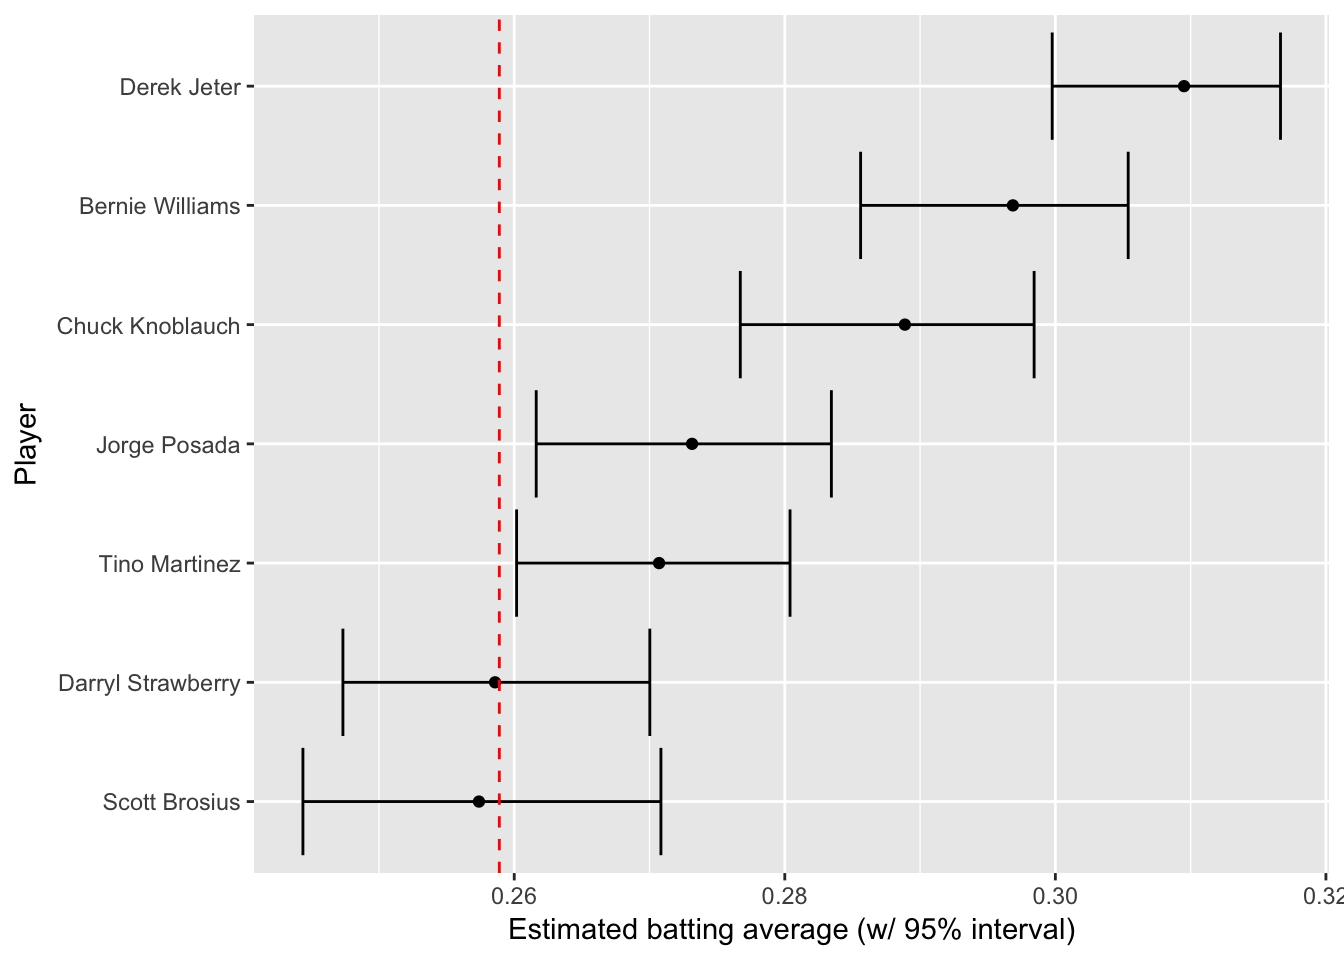 Derek Jeter
Bernie Williams
Chuck Knoblauch
Jorge Posada
Tino Martinez
Darryl Strawberry
Scott Brosius
Player
0.26 0.28 0.30 0.32
Estimated batting average (w/ 95% interval)